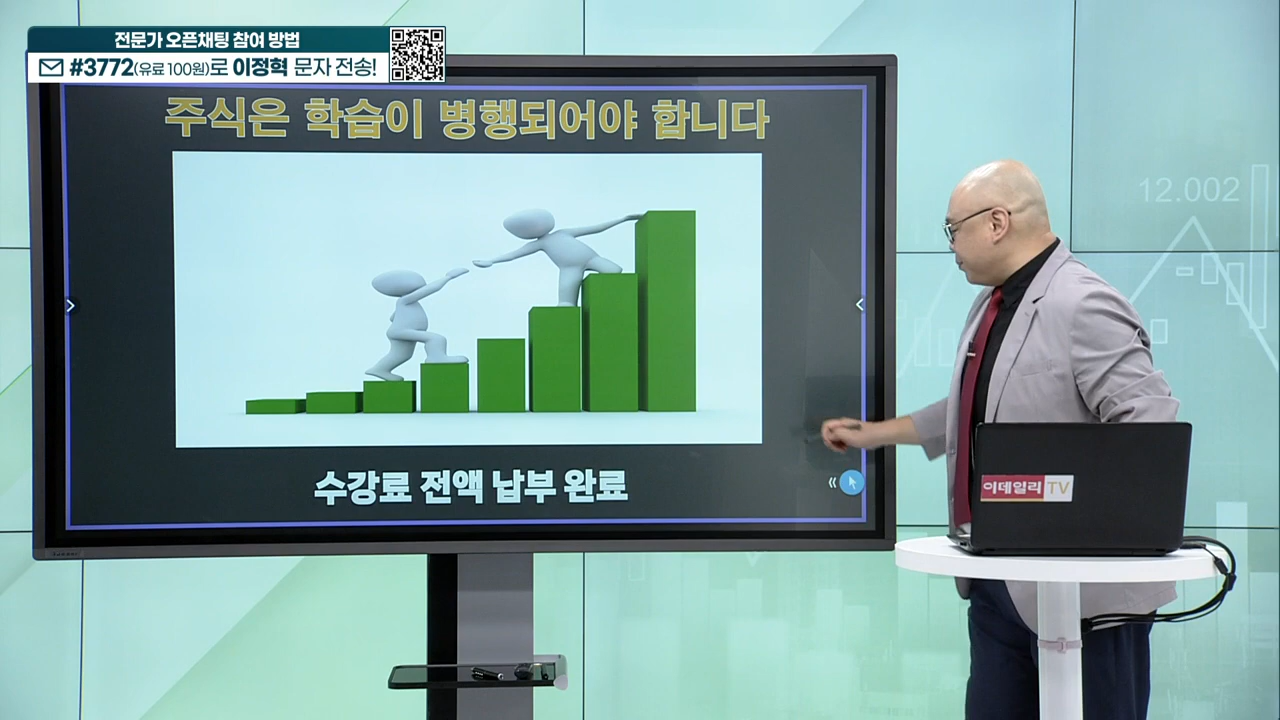 전문가 오픈채팅 참여 방법
#3772(유료 100원)로 이정혁 문자 전송!
주식은 학습이 병행되어야 합니다
수강료 전액 납부 완료
12.002
이데일리TV